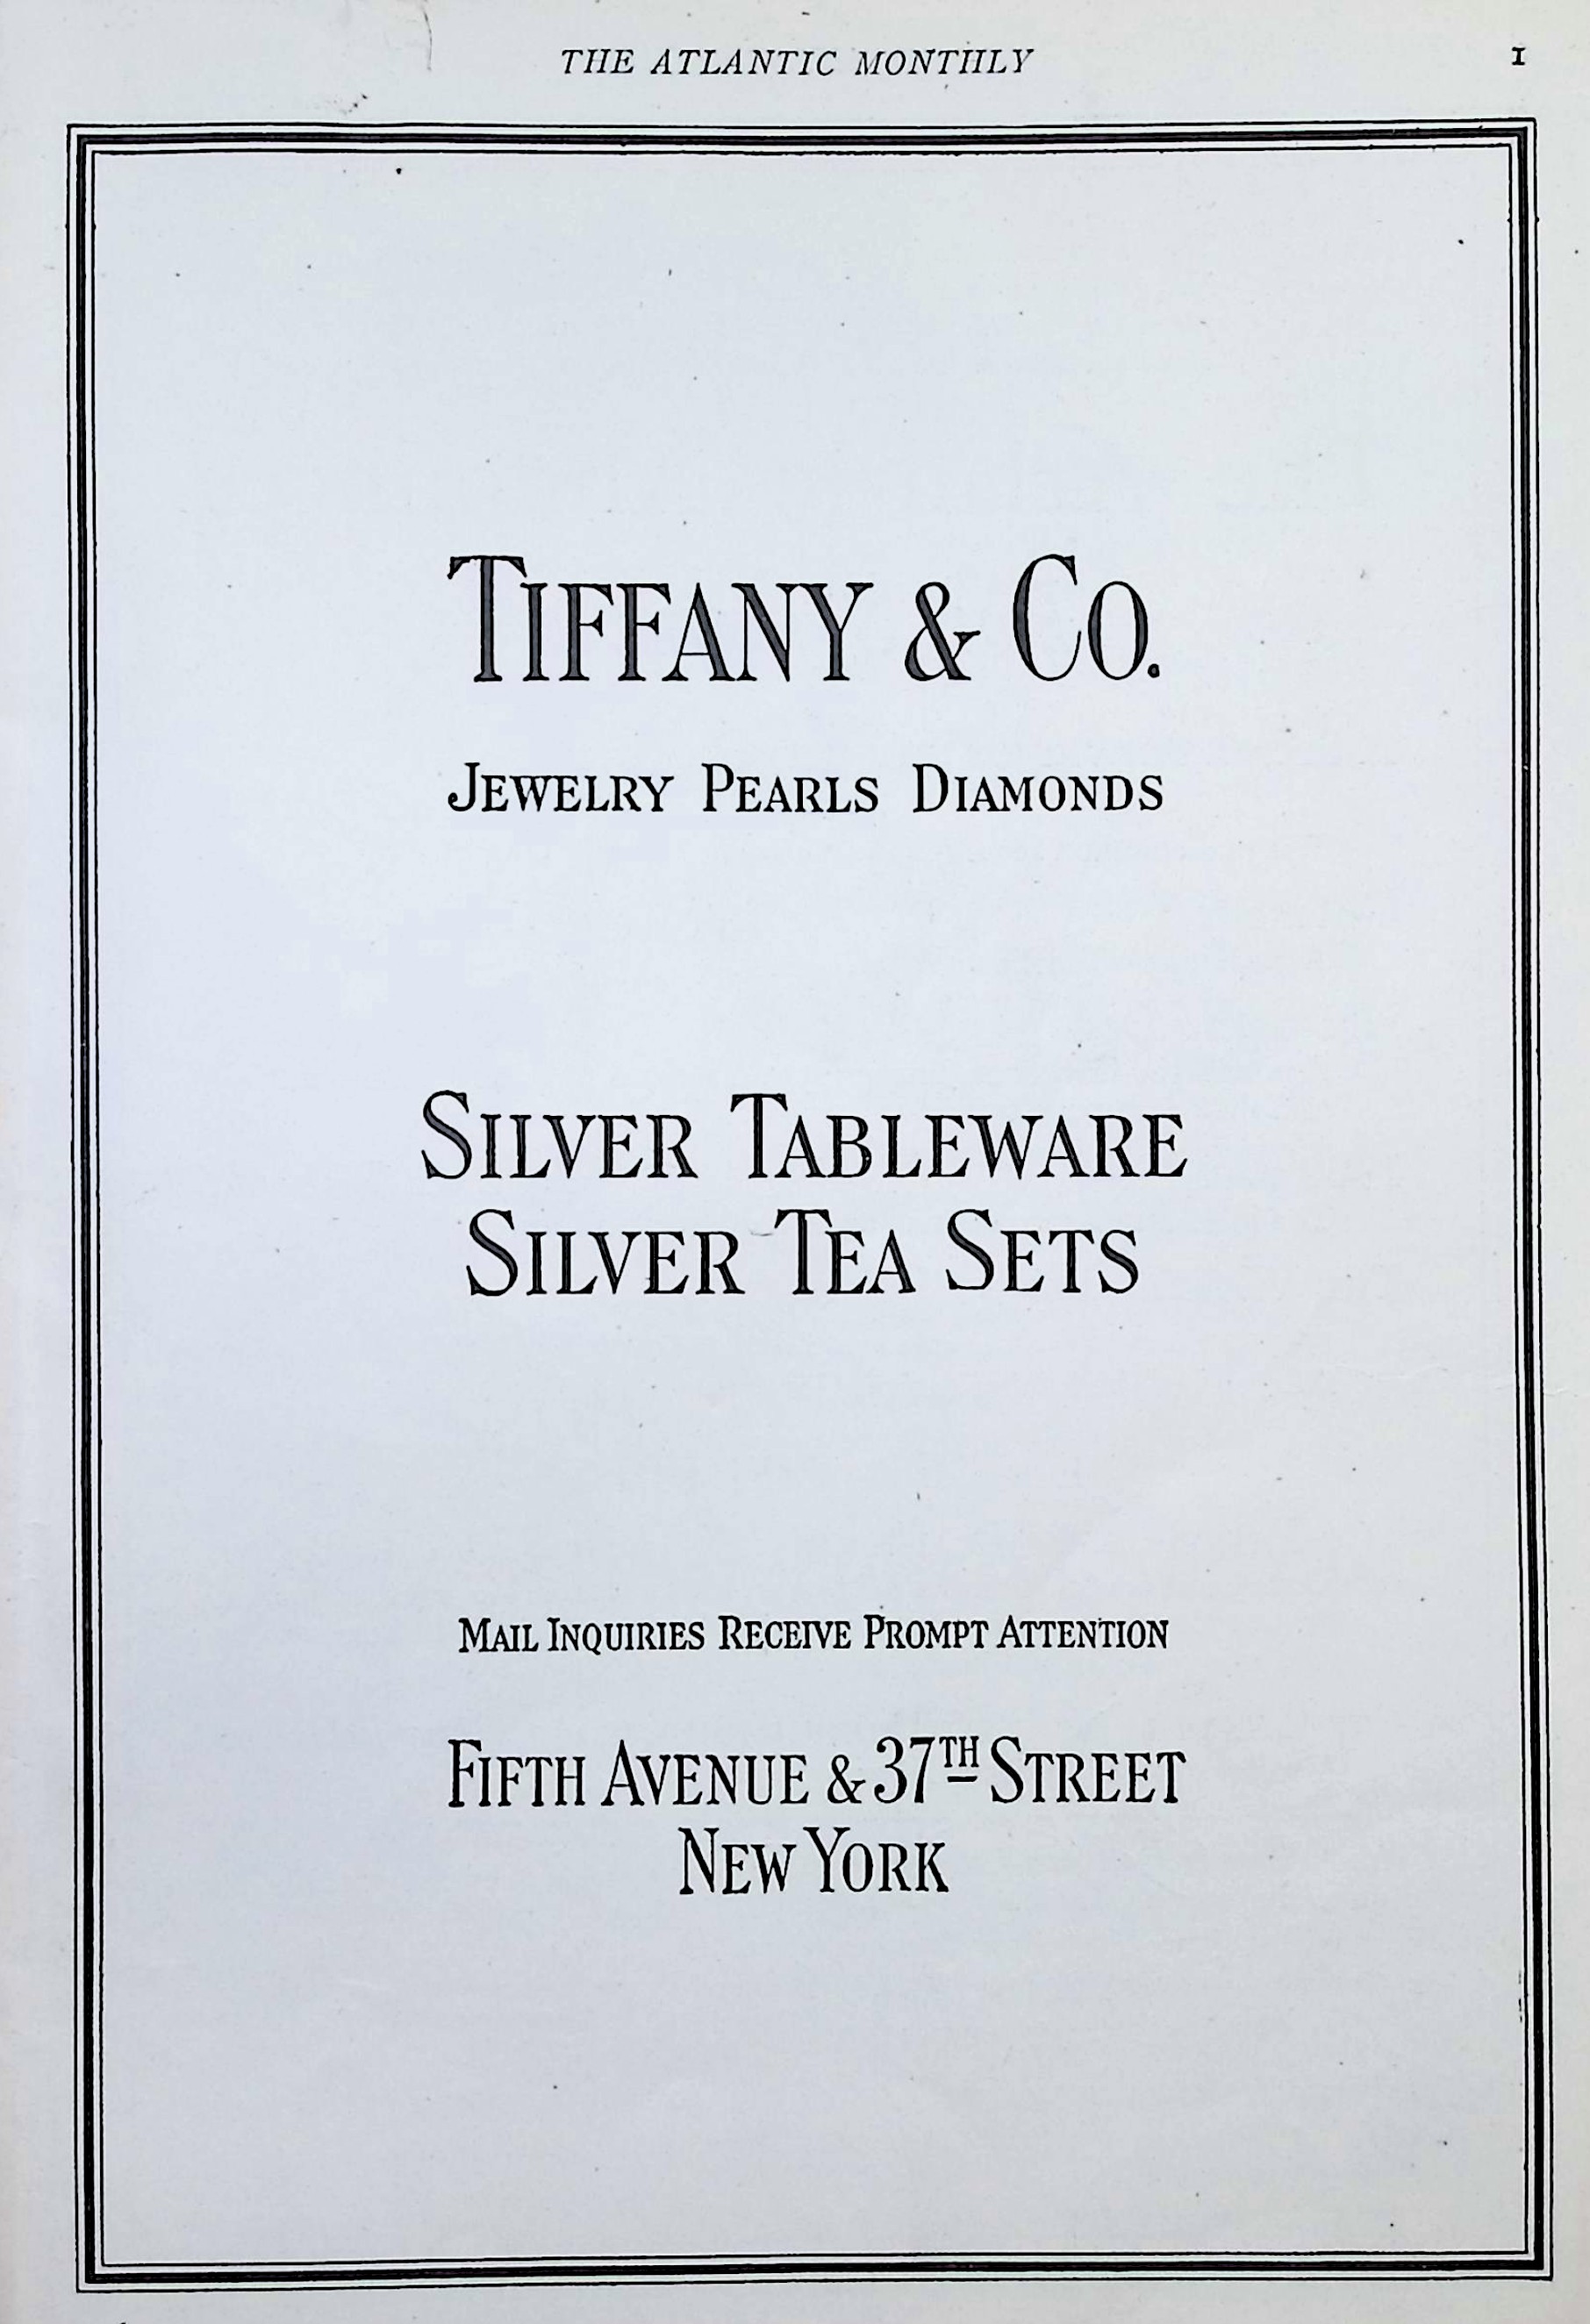 THE ATLANTIC MONTHLY 1
TIFFANY & CO.
JEWELRY PEARLS DIAMONDS
SILVER TABLEWARE
SILVER TEA SETS
MAIL INQUIRIES RECEIVE PROMPT ATTENTION
FIFTH AVENUE & 37TH STREET
NEW YORK